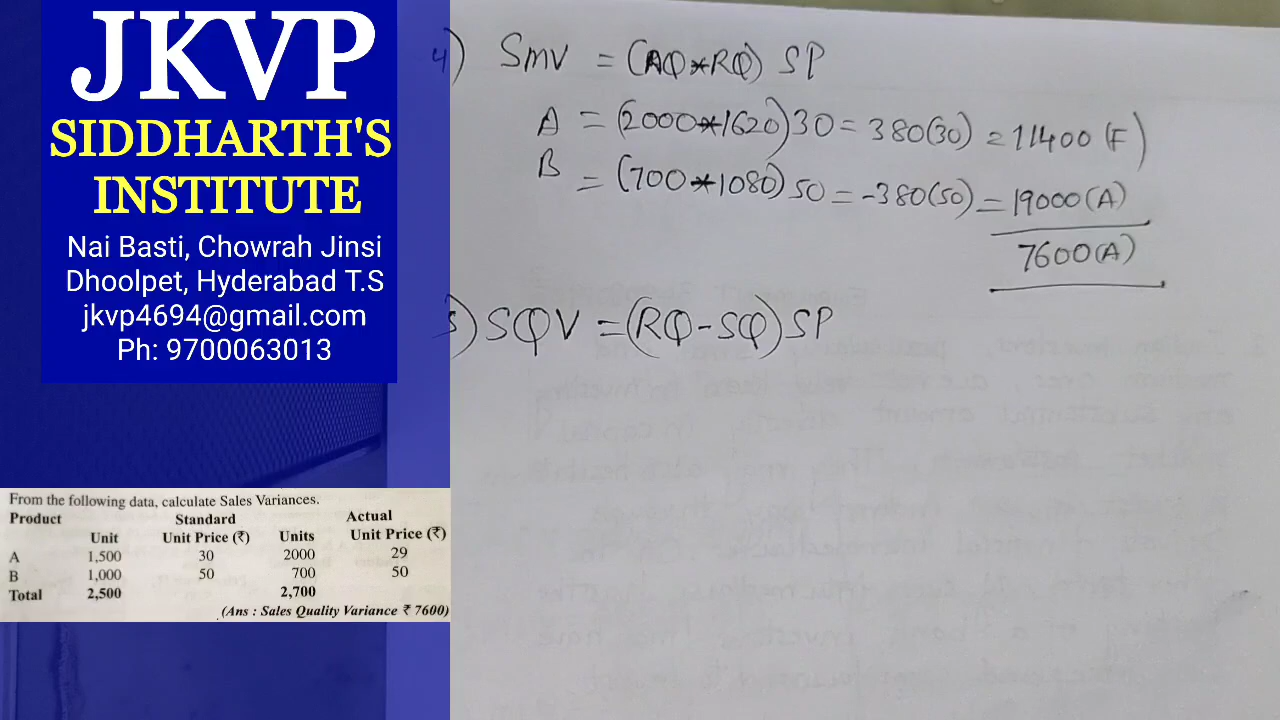 JKVP
SIDDHARTH'S
INSTITUTE
Nai Basti, Chowrah Jinsi
Dhoolpet, Hyderabad T.S
jkvp4694@gmail.com
Ph: 9700063013
4) SMV = (AQ*RQ) SP
A = (2000*1620)30 = 380(30) = 11400 (F)
B = (700*1080) 50 = -380(50) = 19000(A)
7600(A)
5) SQV = (RQ-SQ) SP
From the following data, calculate Sales Variances.
Product Standard Actual
Unit Unit Price (₹) Units Unit Price (₹)
A 1,500 30 2000 29
B 1,000 50 700 50
Total 2,500 2,700
(Ans : Sales Quality Variance ₹ 7600)